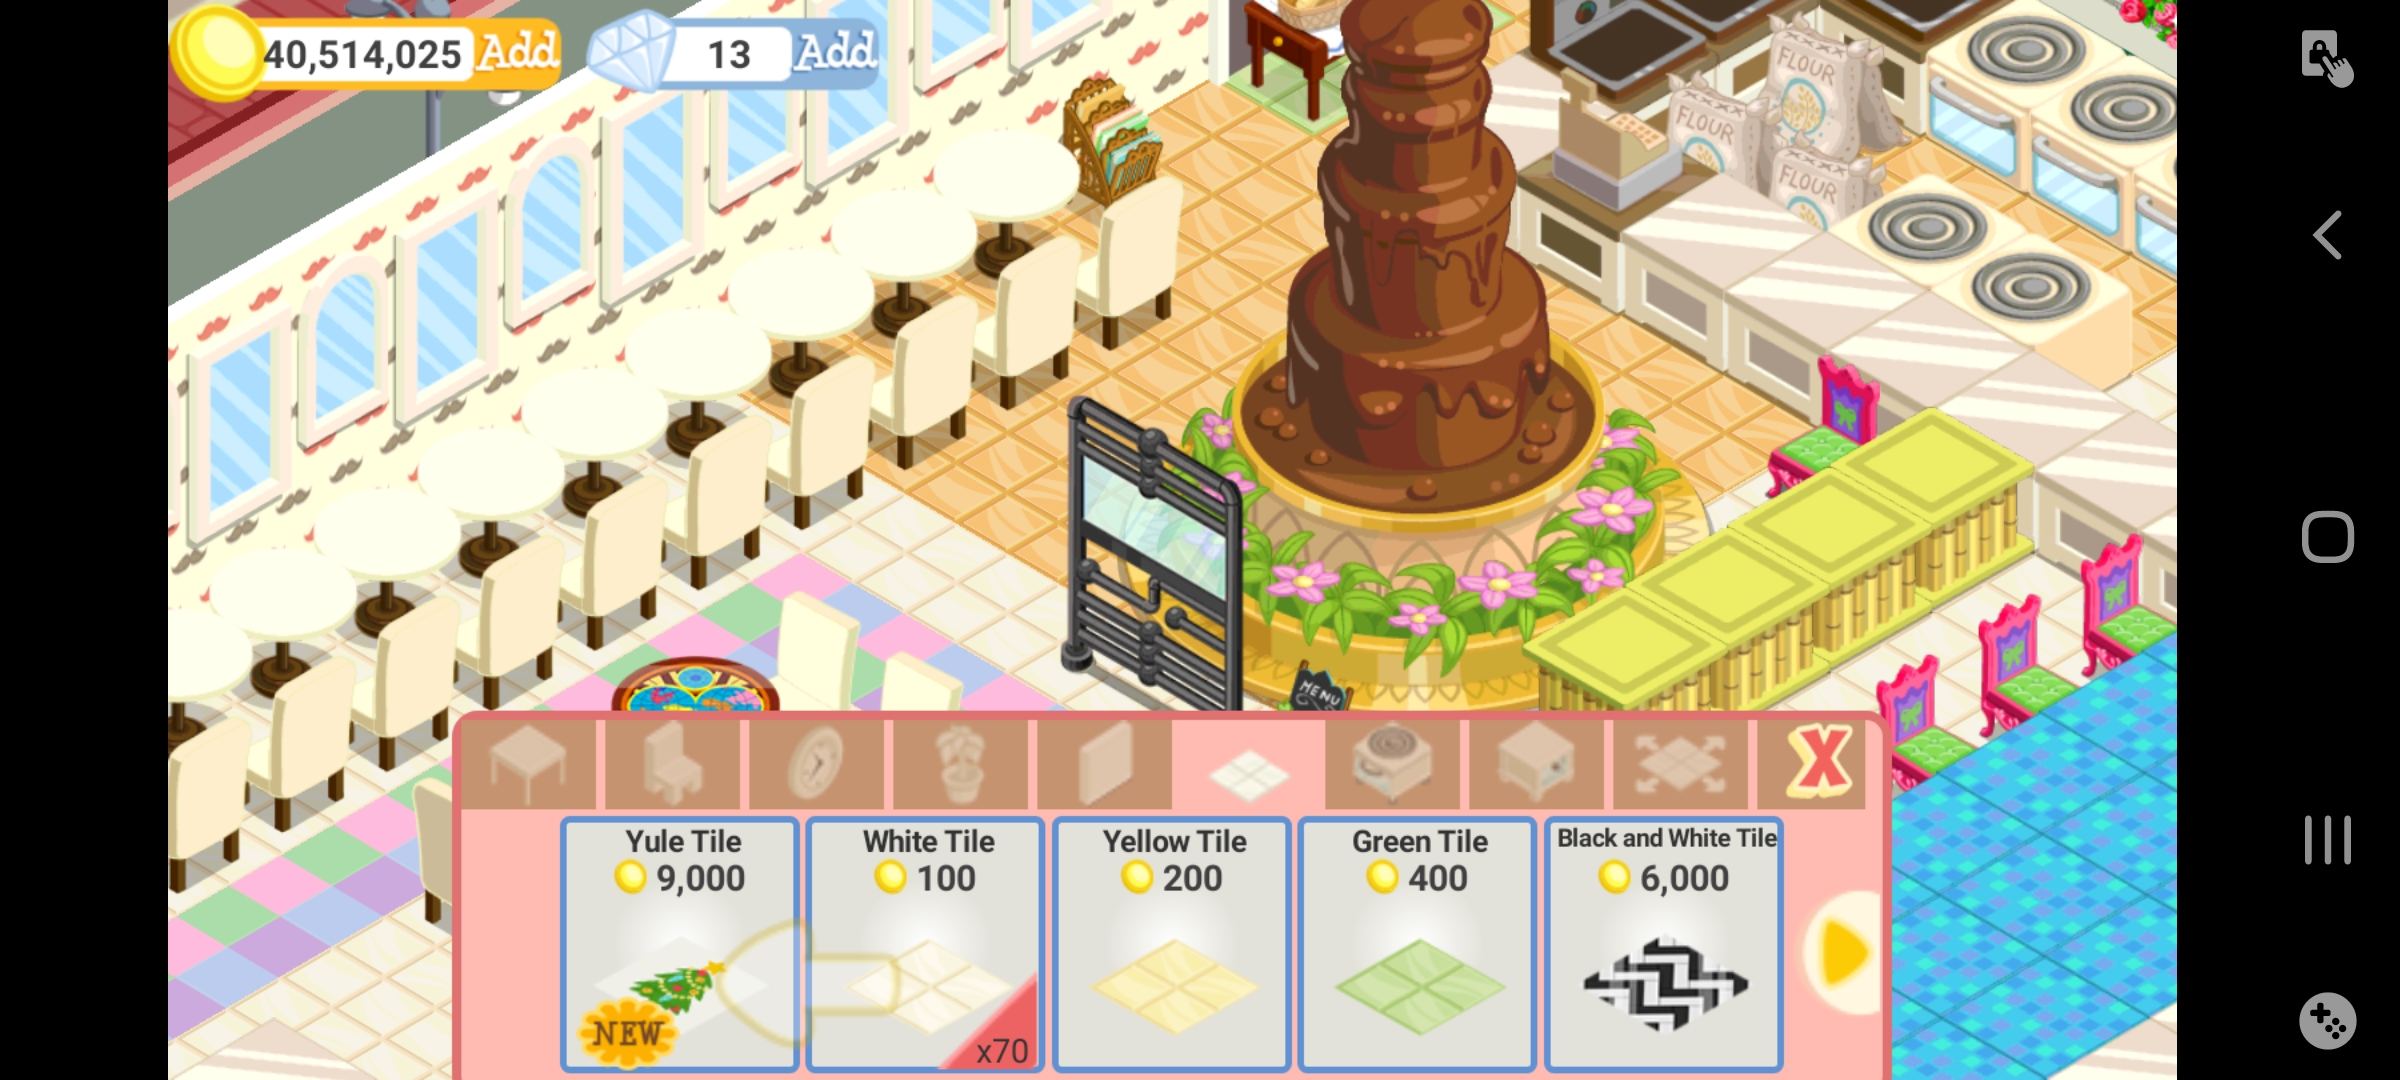 40,514,025 Add
13 Add
FLOUR
FLOUR
FLOUR
MENU
Yule Tile
9,000
NEW
White Tile
100
x70
Yellow Tile
200
Green Tile
400
Black and White Tile
6,000
X